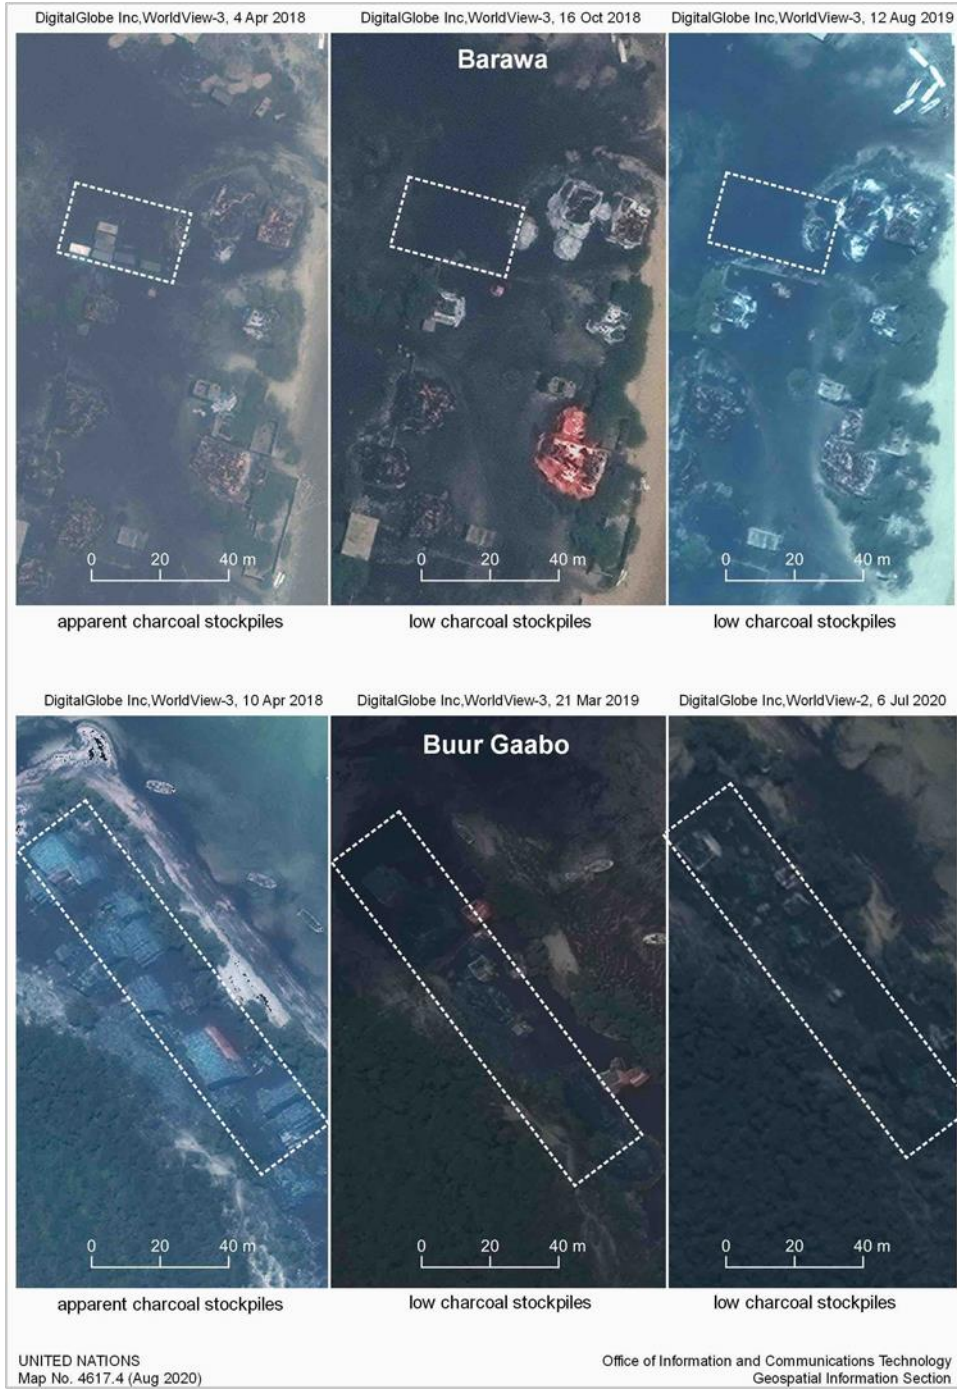 DigitalGlobe Inc,WorldView-3, 4 Apr 2018
DigitalGlobe Inc,WorldView-3, 16 Oct 2018
DigitalGlobe Inc,WorldView-3, 12 Aug 2019
Barawa
0 20 40 m
0 20 40 m
0 20 40 m
apparent charcoal stockpiles
low charcoal stockpiles
low charcoal stockpiles
DigitalGlobe Inc,WorldView-3, 10 Apr 2018
DigitalGlobe Inc,WorldView-3, 21 Mar 2019
DigitalGlobe Inc,WorldView-2, 6 Jul 2020
Buur Gaabo
0 20 40 m
0 20 40 m
0 20 40 m
apparent charcoal stockpiles
low charcoal stockpiles
low charcoal stockpiles
UNITED NATIONS
Map No. 4617.4 (Aug 2020)
Office of Information and Communications Technology
Geospatial Information Section